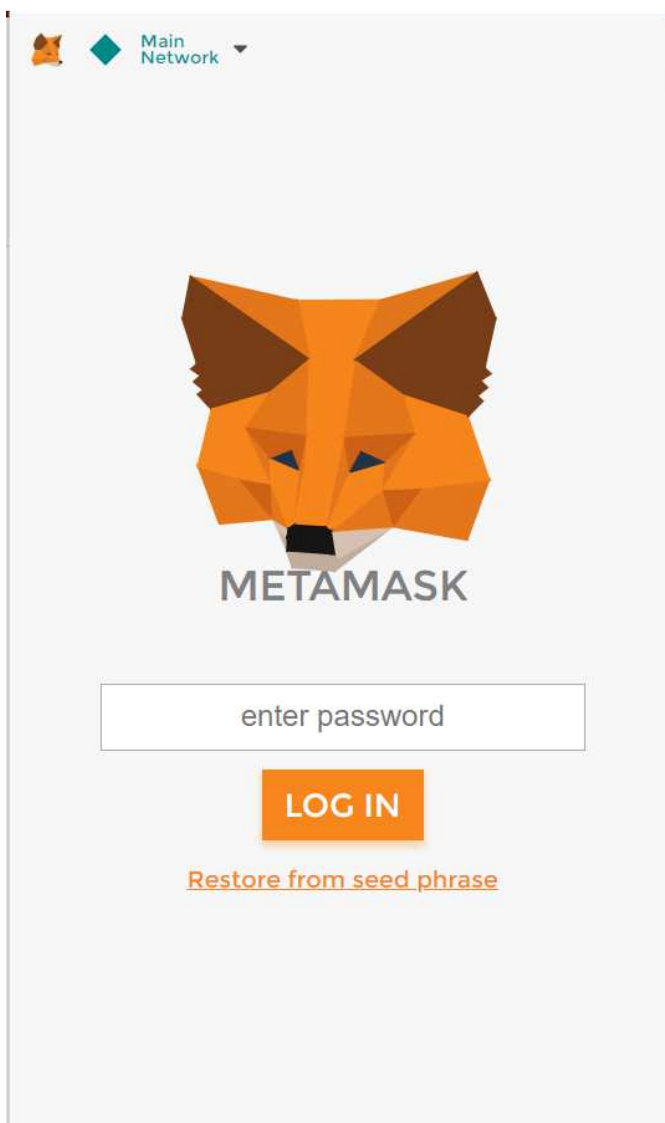 Main
Network
METAMASK
enter password
LOG IN
Restore from seed phrase